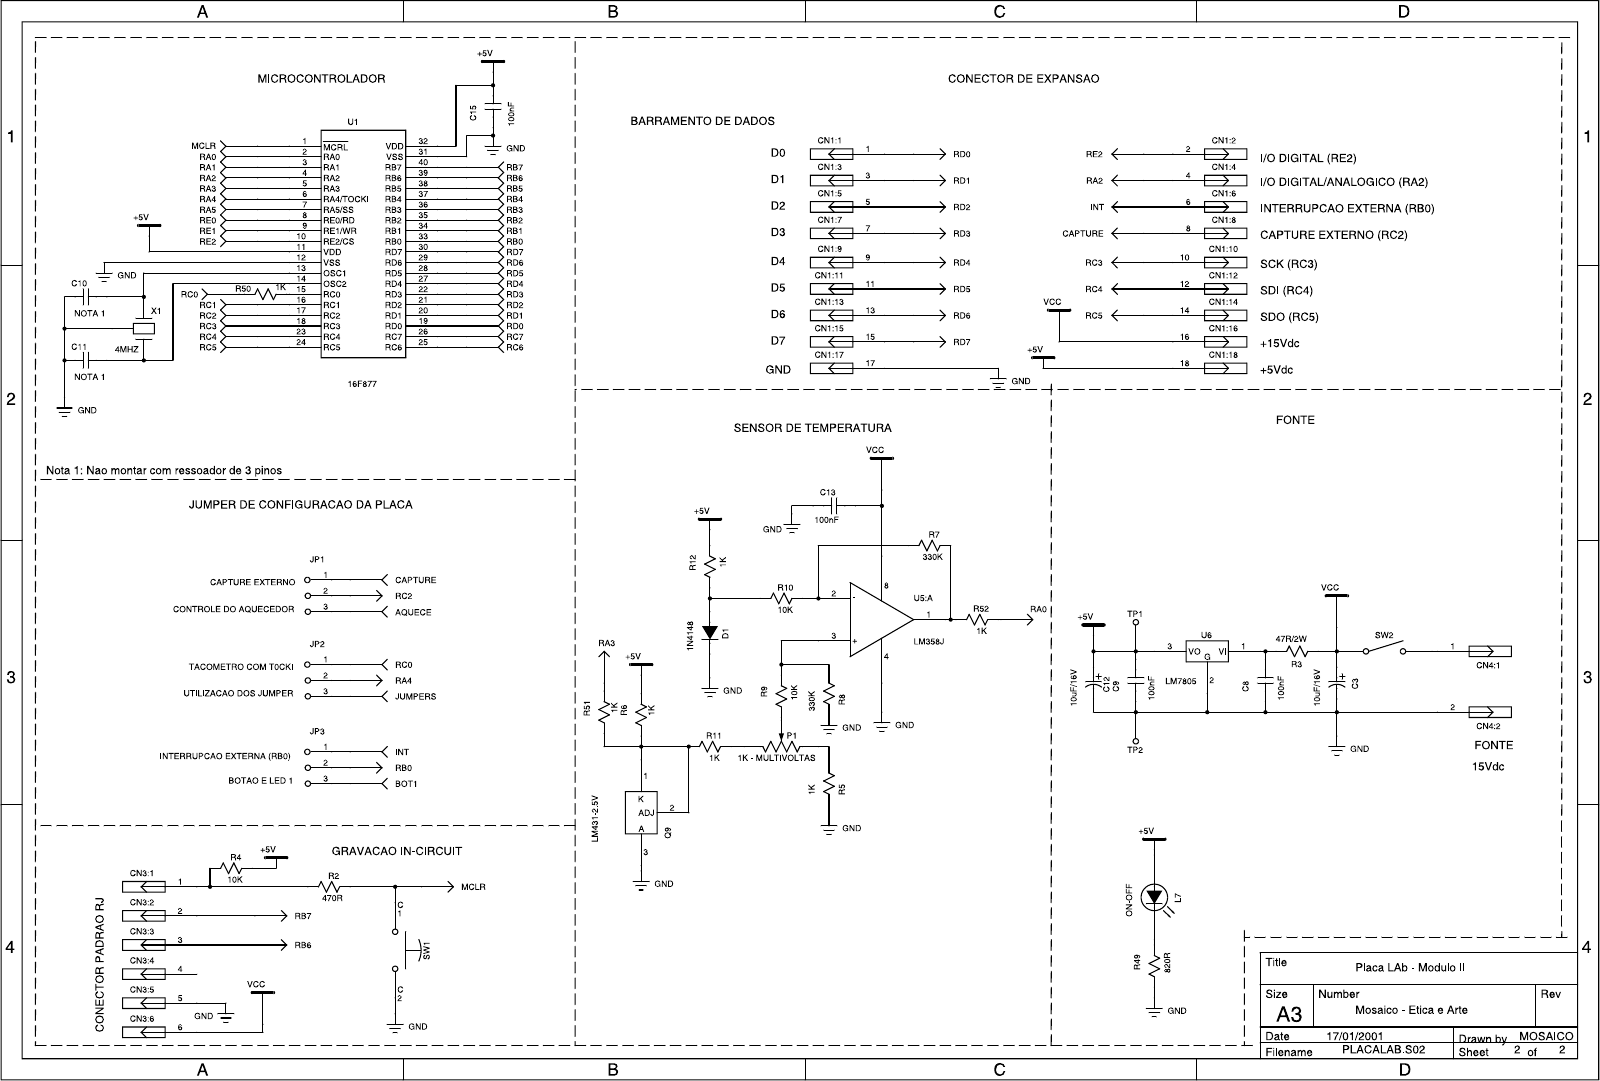 A B C D
1
2
3
4
1
2
3
4
A B C D
MICROCONTROLADOR
+5V
C15
100nF
GND
U1
MCLR 1 MCRL VDD 32
RA0 2 RA0 VSS 31
RA1 3 RA1 RB7 40 RB7
RA2 4 RA2 RB6 39 RB6
RA3 5 RA3 RB5 38 RB5
RA4 6 RA4/TOCKI RB4 37 RB4
RA5 7 RA5/SS RB3 36 RB3
RE0 8 RE0/RD RB2 35 RB2
RE1 9 RE1/WR RB1 34 RB1
RE2 10 RE2/CS RB0 33 RB0
+5V 11 VDD RD7 30 RD7
GND 12 VSS RD6 29 RD6
13 OSC1 RD5 28 RD5
14 OSC2 RD4 27 RD4
RC0 R50 1K 15 RC0 RD3 22 RD3
RC1 16 RC1 RD2 21 RD2
RC2 17 RC2 RD1 20 RD1
RC3 18 RC3 RD0 19 RD0
RC4 23 RC4 RC7 26 RC7
RC5 24 RC5 RC6 25 RC6
16F877
C10
NOTA 1
X1
4MHZ
C11
NOTA 1
GND
Nota 1: Nao montar com ressoador de 3 pinos
CONECTOR DE EXPANSAO
BARRAMENTO DE DADOS
D0 CN1:1 1 RD0
D1 CN1:3 3 RD1
D2 CN1:5 5 RD2
D3 CN1:7 7 RD3
D4 CN1:9 9 RD4
D5 CN1:11 11 RD5
D6 CN1:13 13 RD6
D7 CN1:15 15 RD7
GND CN1:17 17 GND
RE2 2 CN1:2 I/O DIGITAL (RE2)
RA2 4 CN1:4 I/O DIGITAL/ANALOGICO (RA2)
INT 6 CN1:6 INTERRUPCAO EXTERNA (RB0)
CAPTURE 8 CN1:8 CAPTURE EXTERNO (RC2)
RC3 10 CN1:10 SCK (RC3)
RC4 12 CN1:12 SDI (RC4)
RC5 14 CN1:14 SDO (RC5)
VCC 16 CN1:16 +15Vdc
+5V 18 CN1:18 +5Vdc
JUMPER DE CONFIGURACAO DA PLACA
JP1
CAPTURE EXTERNO 1 CAPTURE
2 RC2
CONTROLE DO AQUECEDOR 3 AQUECE
JP2
TACOMETRO COM T0CKI 1 RC0
2 RA4
UTILIZACAO DOS JUMPER 3 JUMPERS
JP3
INTERRUPCAO EXTERNA (RB0) 1 INT
2 RB0
BOTAO E LED 1 3 BOT1
GRAVACAO IN-CIRCUIT
CONECTOR PADRAO RJ
R4
10K
+5V
CN3:1 1
R2
470R
MCLR
CN3:2 2 RB7
CN3:3 3 RB6
CN3:4 4
CN3:5 5 GND
CN3:6 6 VCC
C
1
SW1
C
2
GND
SENSOR DE TEMPERATURA
VCC
C13
100nF
GND
+5V
R12
1K
R7
330K
R10
10K
2
-
8
U5:A
1
LM358J
3
+
4
R52
1K
RA0
1N4148
D1
GND
GND
RA3
+5V
R51
1K
R6
1K
R9
10K
330K
R8
GND
R11
1K
P1
1K - MULTIVOLTAS
1K
R5
GND
1
K
ADJ 2
A
3
LM431-2.5V
Q9
GND
FONTE
VCC
+5V
TP1
3 VO
U6
VI 1
G
2
LM7805
47R/2W
R3
SW2
1
CN4:1
10uF/16V
C12
C9
100nF
C8
100nF
10uF/16V
C3
2
CN4:2
TP2
GND
FONTE
15Vdc
+5V
ON-OFF
L7
R49
820R
GND
Title
Placa LAb - Modulo II
Size
A3
Number
Mosaico - Etica e Arte
Rev
Date 17/01/2001
Drawn by MOSAICO
Filename PLACALAB.S02
Sheet 2 of 2